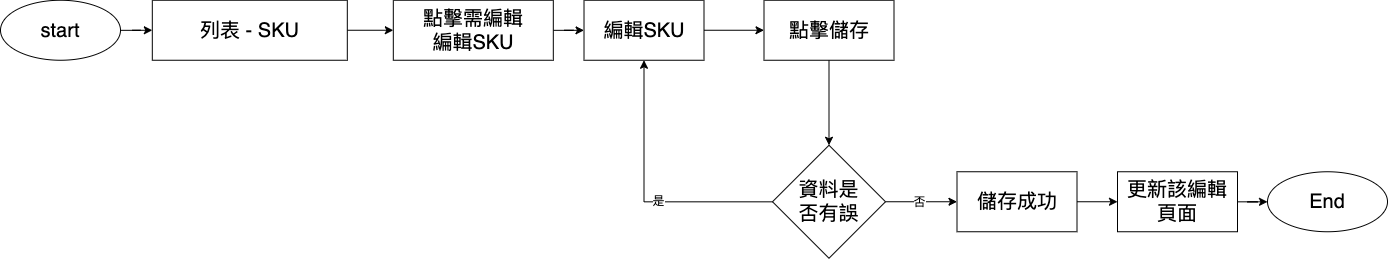 start
列表 - SKU
點擊需編輯
編輯SKU
編輯SKU
點擊儲存
資料是
否有誤
是
否
儲存成功
更新該編輯
頁面
End